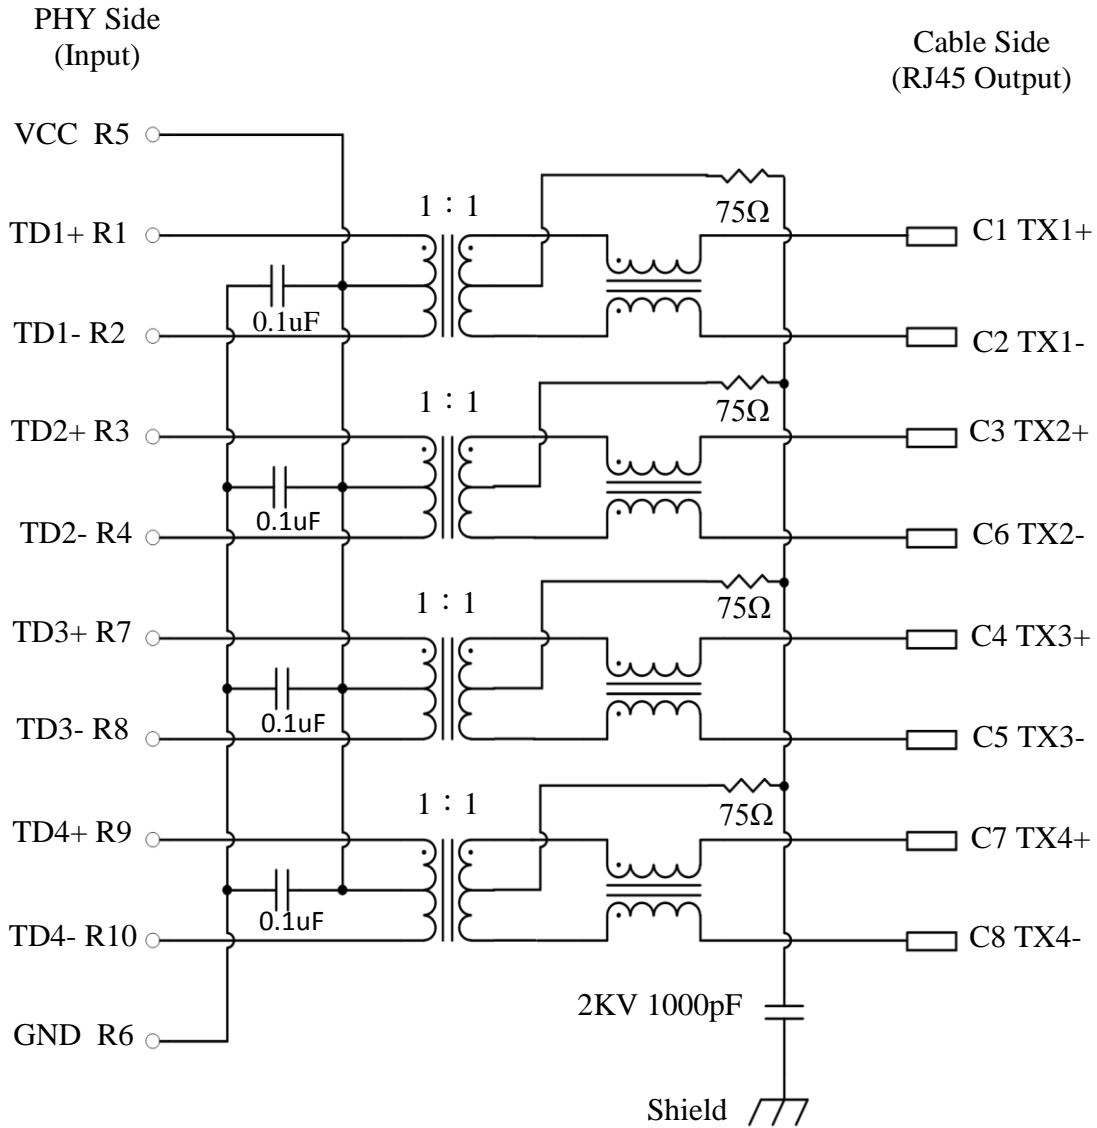 PHY Side
(Input)
Cable Side
(RJ45 Output)
VCC R5
1 : 1
75Ω
TD1+ R1
C1 TX1+
0.1uF
TD1- R2
C2 TX1-
1 : 1
75Ω
TD2+ R3
C3 TX2+
0.1uF
TD2- R4
C6 TX2-
1 : 1
75Ω
TD3+ R7
C4 TX3+
0.1uF
TD3- R8
C5 TX3-
1 : 1
75Ω
TD4+ R9
C7 TX4+
0.1uF
TD4- R10
C8 TX4-
2KV 1000pF
GND R6
Shield